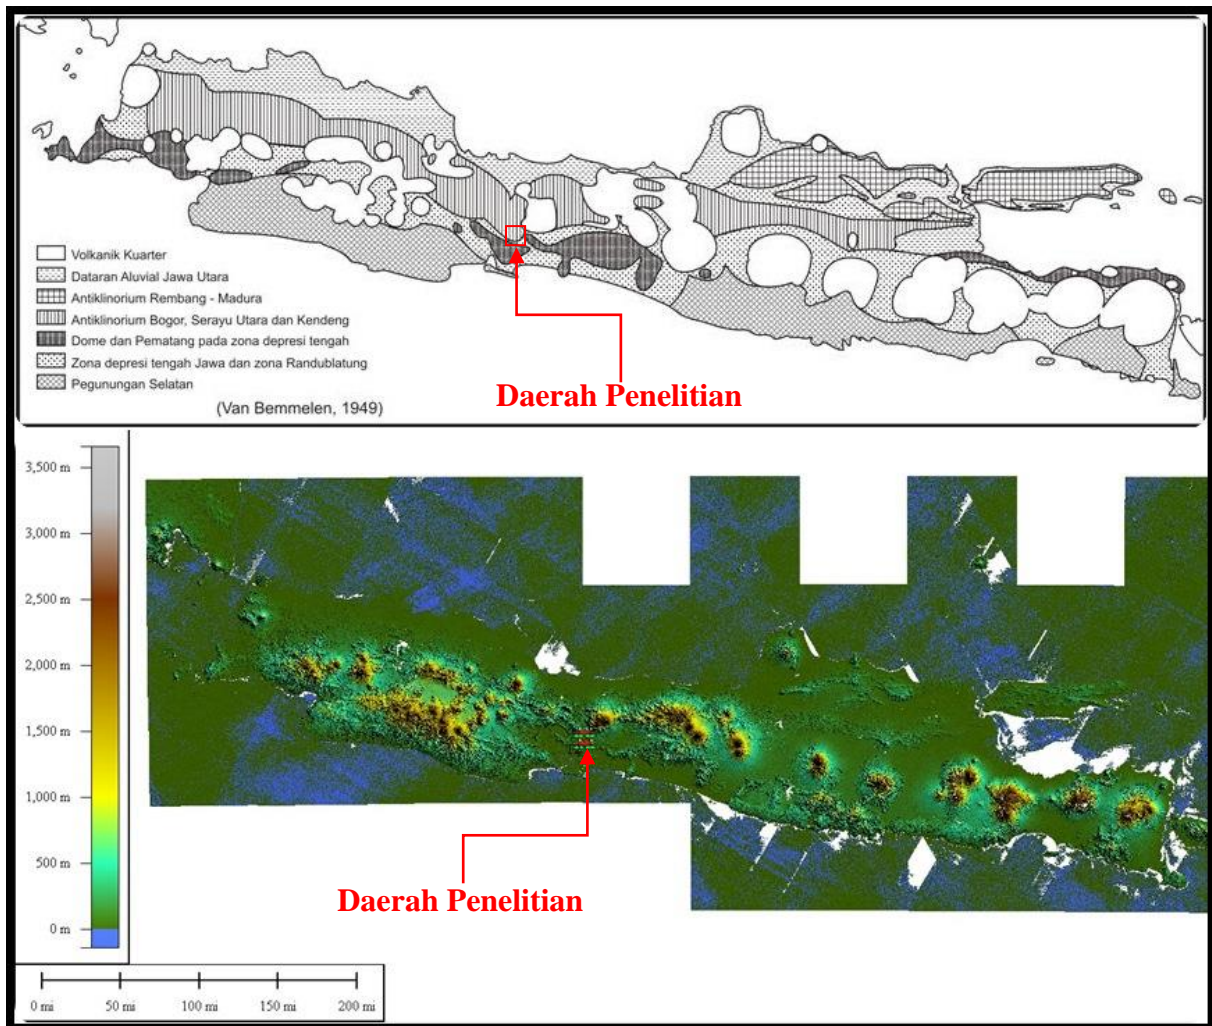 Volkanik Kuarter
Dataran Aluvial Jawa Utara
Antiklinorium Rembang - Madura
Antiklinorium Bogor, Serayu Utara dan Kendeng
Dome dan Pematang pada zona depresi tengah
Zona depresi tengah Jawa dan zona Randublatung
Pegunungan Selatan
(Van Bemmelen, 1949)
Daerah Penelitian
3,500 m
3,000 m
2,500 m
2,000 m
1,500 m
1,000 m
500 m
0 m
Daerah Penelitian
0 mi 50 mi 100 mi 150 mi 200 mi